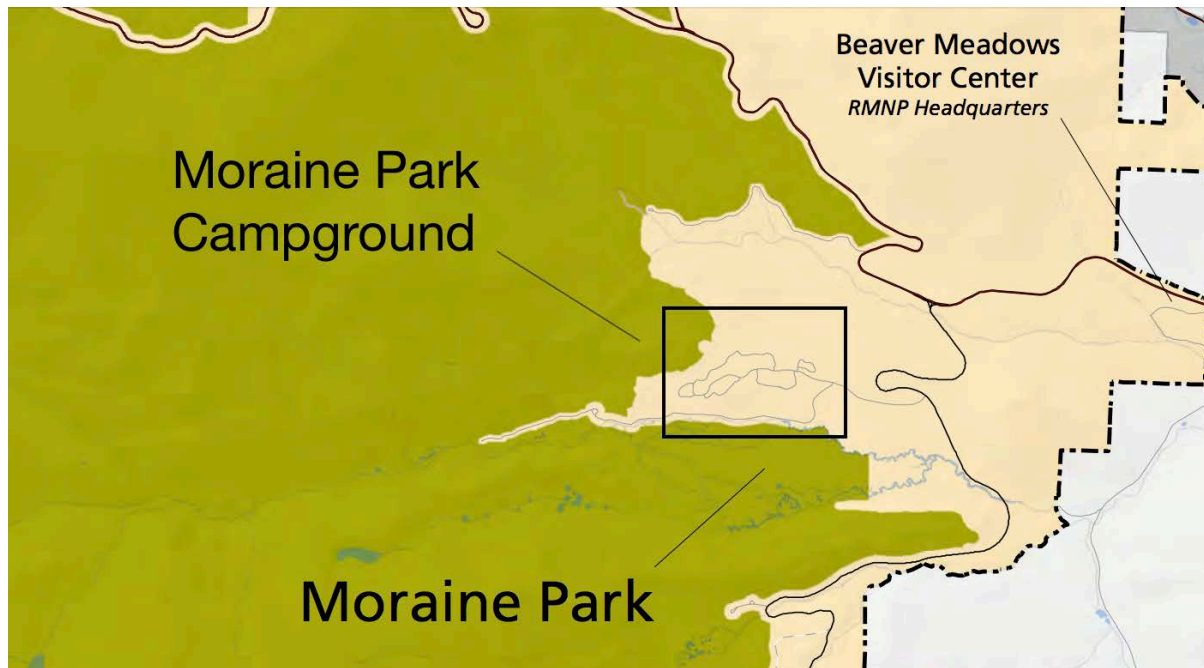 Beaver Meadows
Visitor Center
RMNP Headquarters
Moraine Park
Campground
Moraine Park